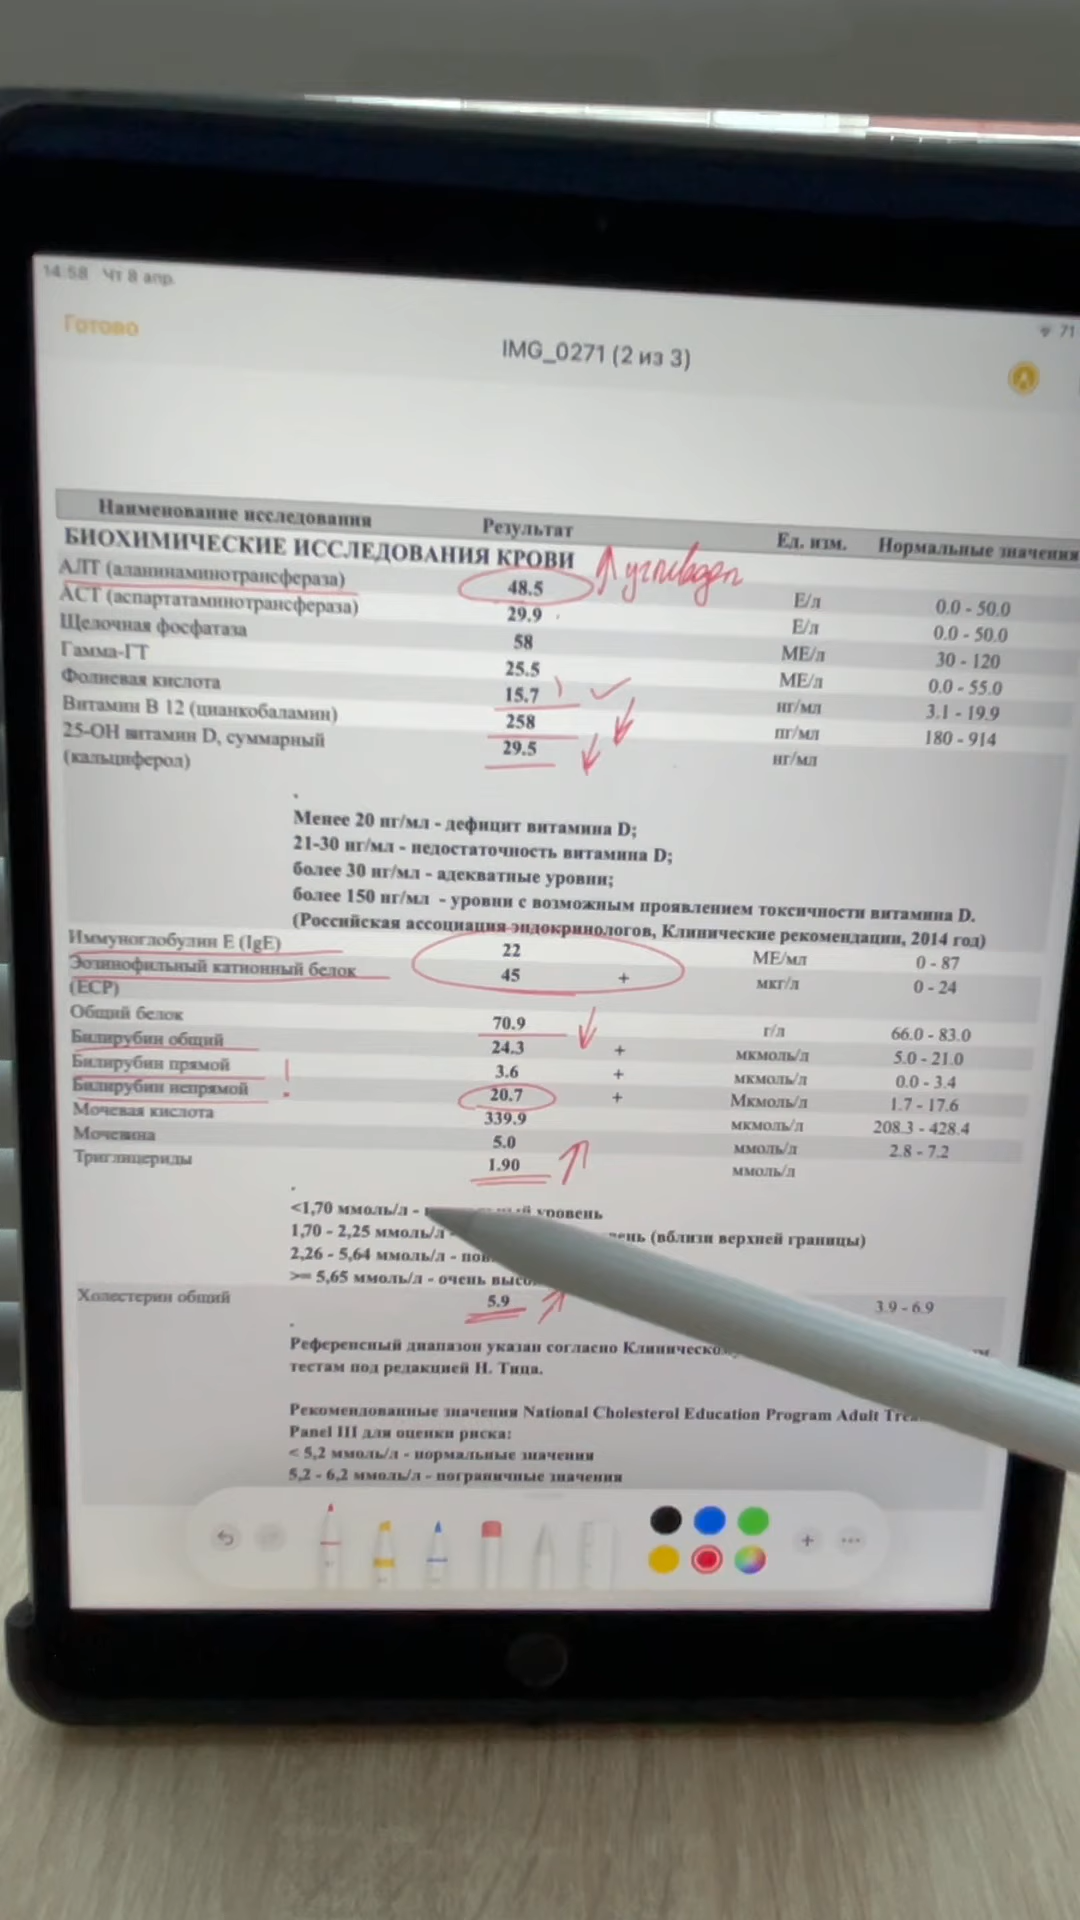 14:58 Чт 8 апр.
71
Готово
IMG_0271 (2 из 3)
Наименование исследования Результат Ед. изм. Нормальные значения
БИОХИМИЧЕСКИЕ ИССЛЕДОВАНИЯ КРОВИ
углеводы
АЛТ (аланинаминотрансфераза) 48.5 Е/л 0.0 - 50.0
АСТ (аспартатаминотрансфераза) 29.9 Е/л 0.0 - 50.0
Щелочная фосфатаза 58 МЕ/л 30 - 120
Гамма-ГТ 25.5 МЕ/л 0.0 - 55.0
Фолиевая кислота 15.7 нг/мл 3.1 - 19.9
Витамин В 12 (цианкобаламин) 258 пг/мл 180 - 914
25-ОН витамин D, суммарный 29.5 нг/мл
(кальциферол)
.
Менее 20 нг/мл - дефицит витамина D;
21-30 нг/мл - недостаточность витамина D;
более 30 нг/мл - адекватные уровни;
более 150 нг/мл - уровни с возможным проявлением токсичности витамина D.
(Российская ассоциация эндокринологов, Клинические рекомендации, 2014 год)
Иммуноглобулин Е (IgE) 22 МЕ/мл 0 - 87
Эозинофильный катионный белок 45 + мкг/л 0 - 24
(ECP)
Общий белок 70.9 г/л 66.0 - 83.0
Билирубин общий 24.3 + мкмоль/л 5.0 - 21.0
Билирубин прямой 3.6 + мкмоль/л 0.0 - 3.4
Билирубин непрямой ! 20.7 + Мкмоль/л 1.7 - 17.6
Мочевая кислота 339.9 мкмоль/л 208.3 - 428.4
Мочевина 5.0 ммоль/л 2.8 - 7.2
Триглицериды 1.90 ммоль/л
.
<1,70 ммоль/л - уровень
1,70 - 2,25 ммоль/л - (вблизи верхней границы)
2,26 - 5,64 ммоль/л -
>= 5,65 ммоль/л - очень
Холестерин общий 5.9 3.9 - 6.9
.
Референсный диапазон указан согласно
тестам под редакцией Н. Тица.
Рекомендованные значения National Cholesterol Education Program Adult
Panel III для оценки риска:
< 5,2 ммоль/л - нормальные значения
5,2 - 6,2 ммоль/л - пограничные значения